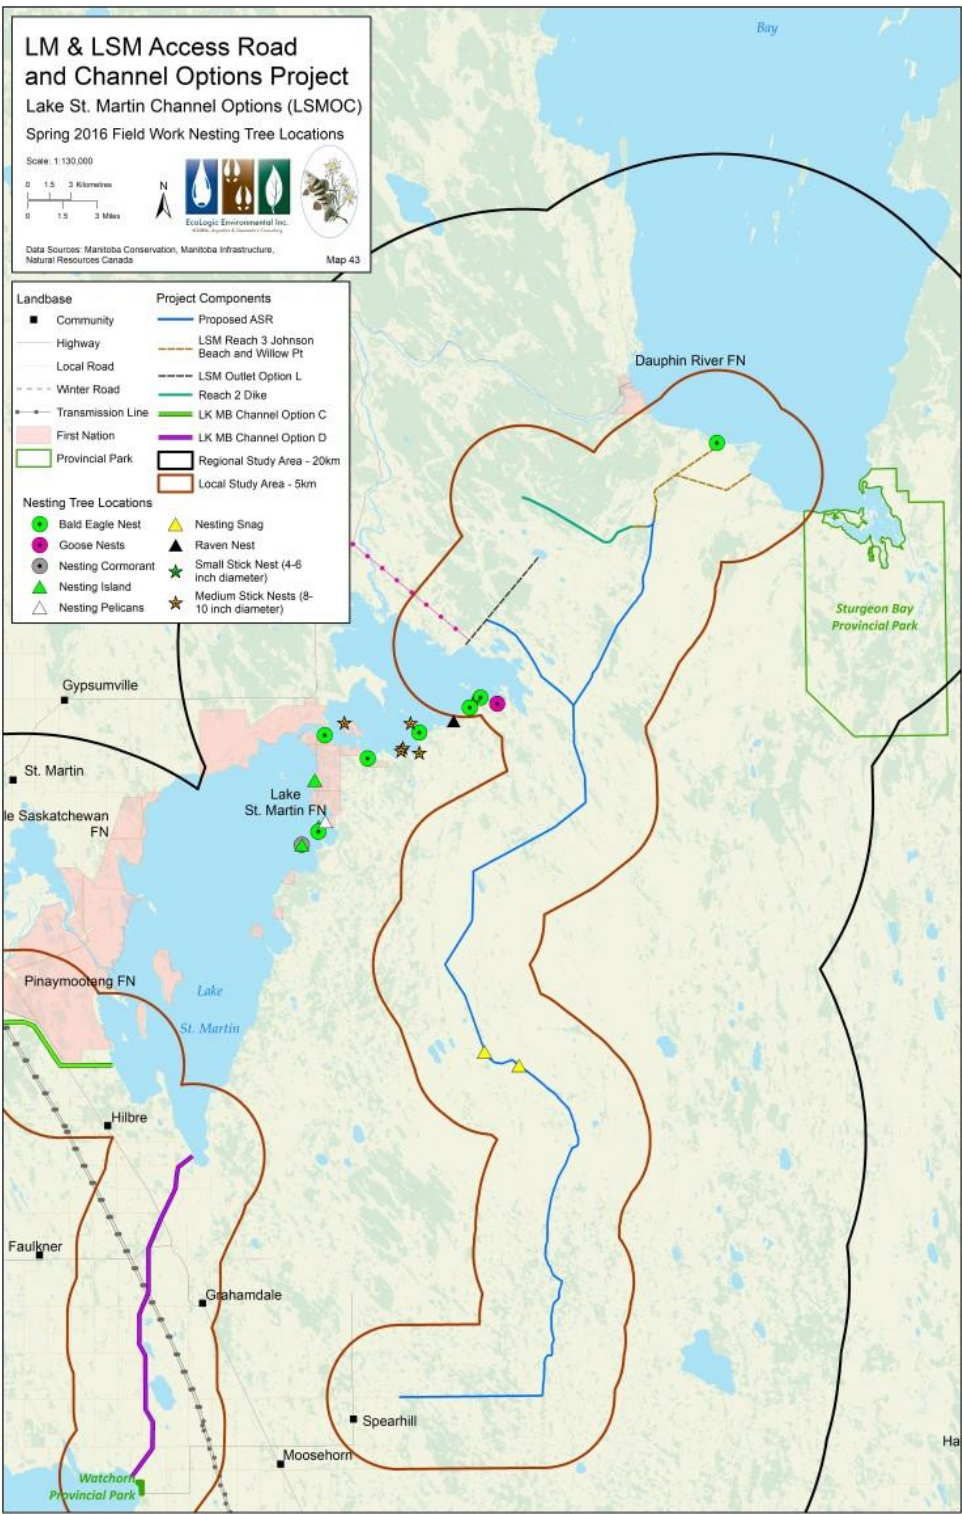 LM & LSM Access Road
and Channel Options Project
Lake St. Martin Channel Options (LSMOC)
Spring 2016 Field Work Nesting Tree Locations
Scale: 1:130,000
0 1.5 3 Kilometres
0 1.5 3 Miles
N
EcoLogic Environmental Inc.
Data Sources: Manitoba Conservation, Manitoba Infrastructure,
Natural Resources Canada
Map 43
Landbase
Community
Highway
Local Road
Winter Road
Transmission Line
First Nation
Provincial Park
Project Components
Proposed ASR
LSM Reach 3 Johnson
Beach and Willow Pt
LSM Outlet Option L
Reach 2 Dike
LK MB Channel Option C
LK MB Channel Option D
Regional Study Area - 20km
Local Study Area - 5km
Nesting Tree Locations
Bald Eagle Nest
Goose Nests
Nesting Cormorant
Nesting Island
Nesting Pelicans
Nesting Snag
Raven Nest
Small Stick Nest (4-6
inch diameter)
Medium Stick Nests (8-
10 inch diameter)
Bay
Dauphin River FN
Sturgeon Bay
Provincial Park
Gypsumville
St. Martin
le Saskatchewan
FN
Lake
St. Martin FN
Pinaymootang FN
Lake
St. Martin
Hilbre
Faulkner
Grahamdale
Spearhill
Moosehorn
Ha
Watchorn
Provincial Park